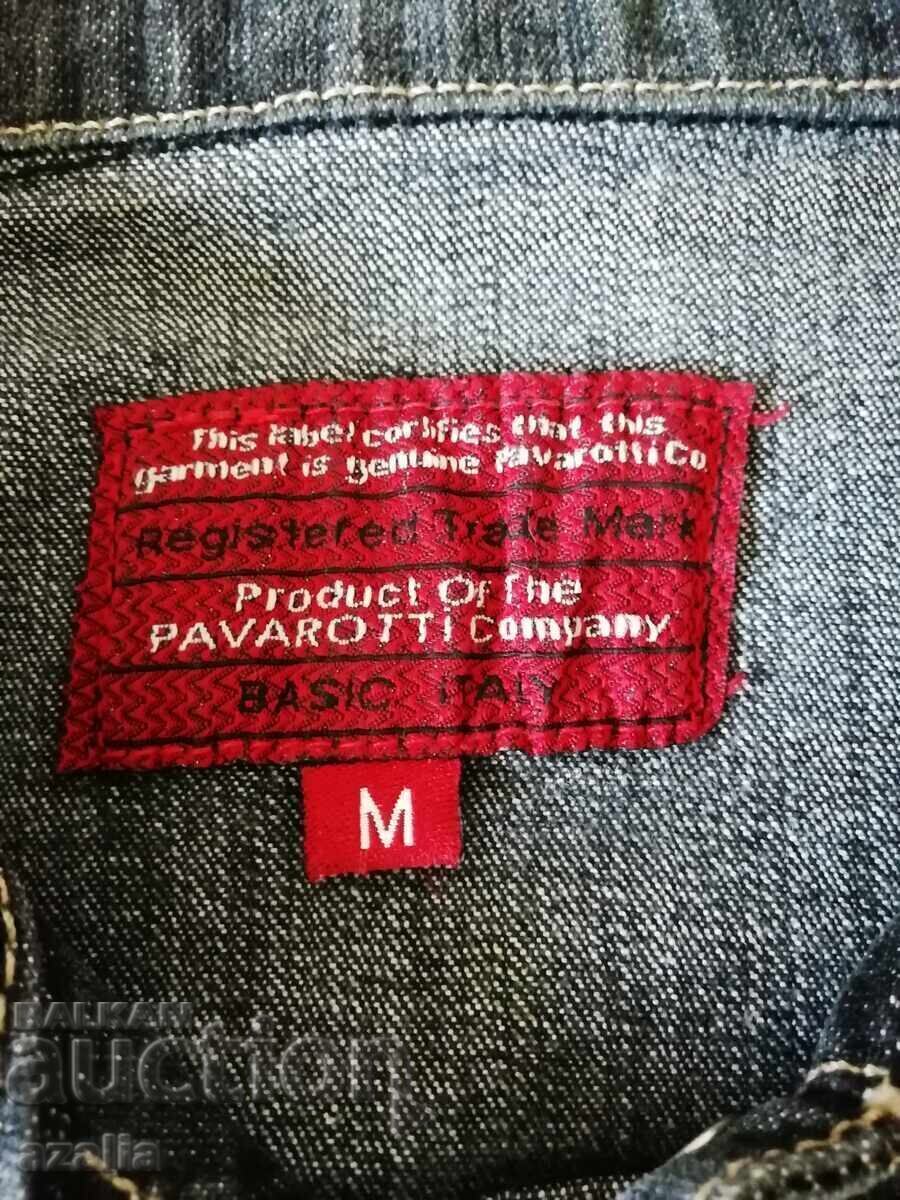 This label certifies that this
garment is genuine Pavarotti Co
Registered Trade Mark
Product Of The
PAVAROTTI Company
BASIC ITALY
M
BALKAN
auction
azalia